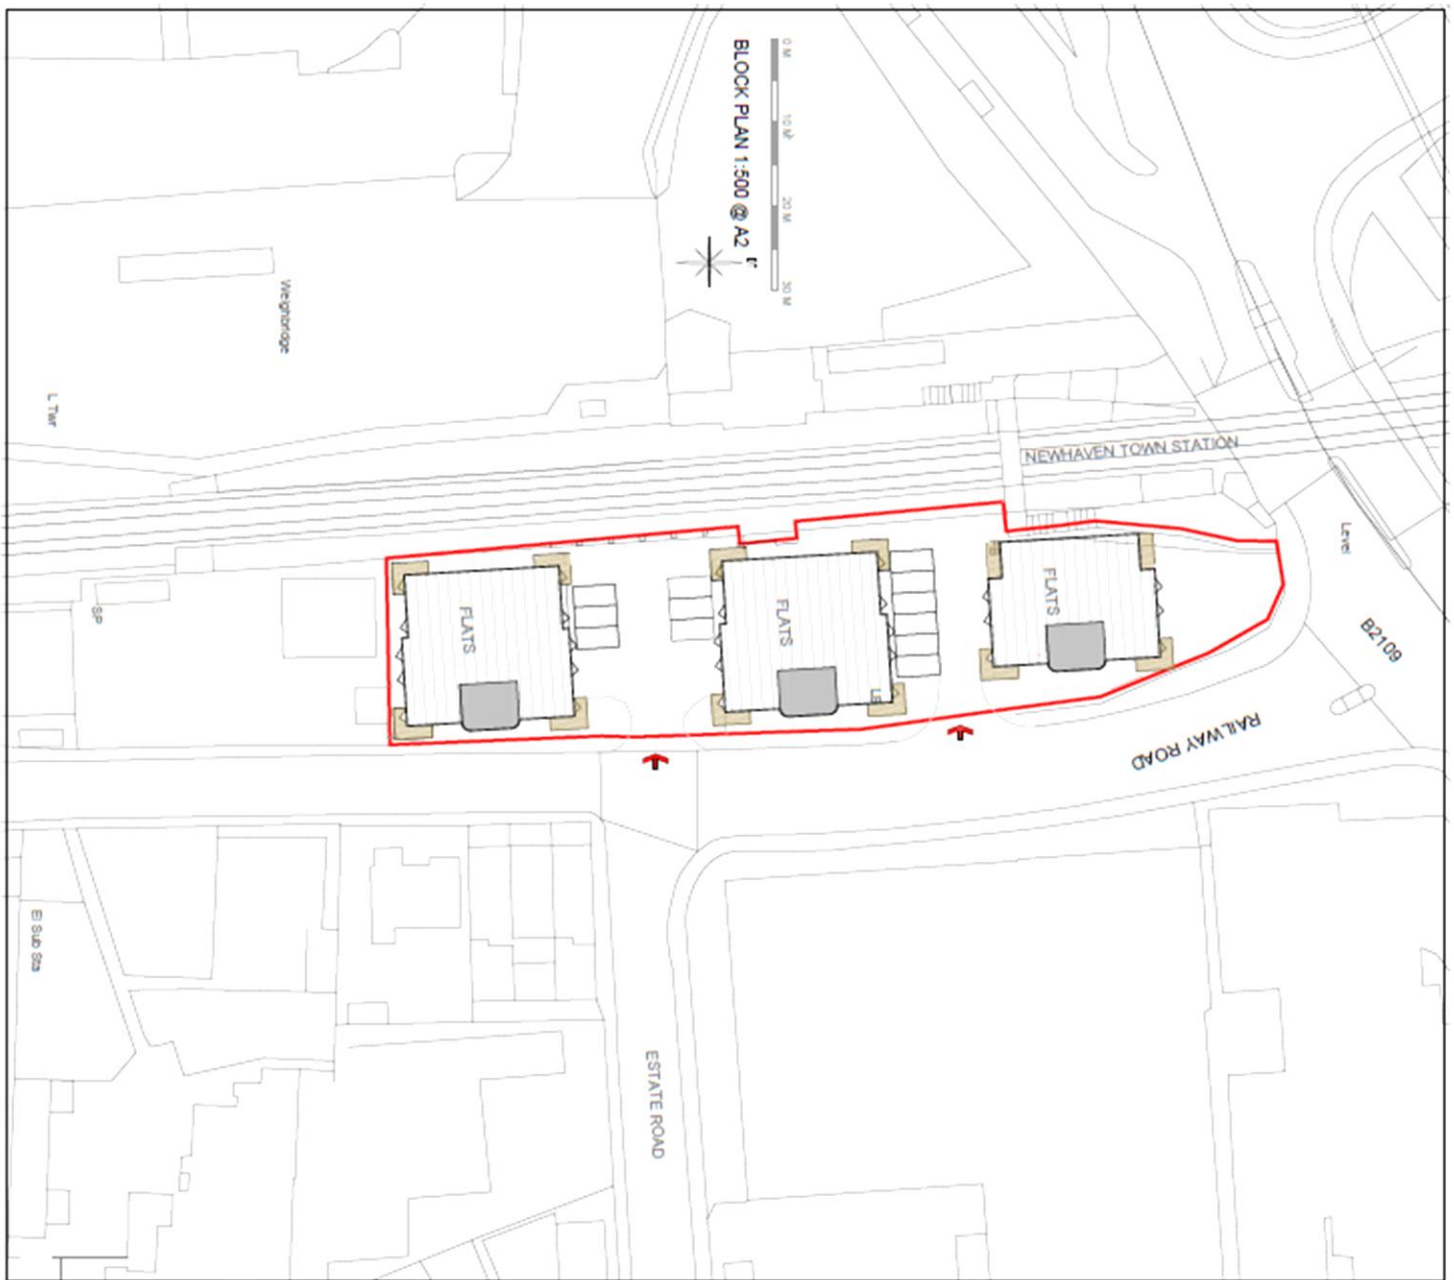 0 M
10 M
20 M
30 M
BLOCK PLAN 1:500 @ A2
Weighbridge
L Twr
NEWHAVEN TOWN STATION
Level
SP
FLATS
FLATS
FLATS
B2109
RAILWAY ROAD
El Sub Sta
ESTATE ROAD